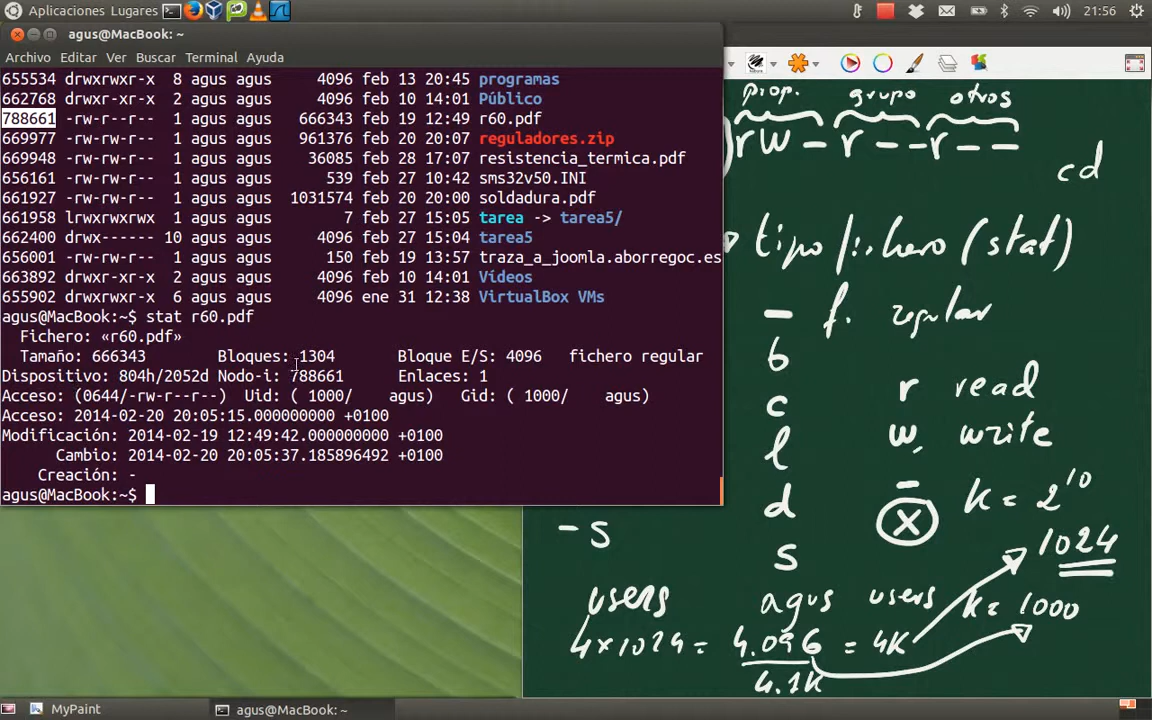 Aplicaciones Lugares
21:56
agus@MacBook: ~
Archivo Editar Ver Buscar Terminal Ayuda
655534 drwxrwxr-x 8 agus agus 4096 feb 13 20:45 programas
662768 drwxr-xr-x 2 agus agus 4096 feb 10 14:01 Público
788661 -rw-r--r-- 1 agus agus 666343 feb 19 12:49 r60.pdf
669977 -rw-rw-r-- 1 agus agus 961376 feb 20 20:07 reguladores.zip
669948 -rw-rw-r-- 1 agus agus 36085 feb 28 17:07 resistencia_termica.pdf
656161 -rw-rw-r-- 1 agus agus 539 feb 27 10:42 sms32v50.INI
661927 -rw-rw-r-- 1 agus agus 1031574 feb 20 20:00 soldadura.pdf
661958 lrwxrwxrwx 1 agus agus 7 feb 27 15:05 tarea -> tarea5/
662400 drwx------ 10 agus agus 4096 feb 27 15:04 tarea5
656001 -rw-rw-r-- 1 agus agus 150 feb 19 13:57 traza_a_joomla.aborregoc.es
663892 drwxr-xr-x 2 agus agus 4096 feb 10 14:01 Vídeos
655902 drwxrwxr-x 6 agus agus 4096 ene 31 12:38 VirtualBox VMs
agus@MacBook:~$ stat r60.pdf
Fichero: «r60.pdf»
Tamaño: 666343 Bloques: 1304 Bloque E/S: 4096 fichero regular
Dispositivo: 804h/2052d Nodo-i: 788661 Enlaces: 1
Acceso: (0644/-rw-r--r--) Uid: ( 1000/ agus) Gid: ( 1000/ agus)
Acceso: 2014-02-20 20:05:15.000000000 +0100
Modificación: 2014-02-19 12:49:42.000000000 +0100
Cambio: 2014-02-20 20:05:37.185896492 +0100
Creación: -
agus@MacBook:~$
prop. grupo otros
rw-r--r--
cd
tipo fichero (stat)
- f. regular
b
c r read
l w, write
-
d x k = 2^10
- s 1024
s
users agus users k = 1000
4×1024 = 4.096 = 4K
4.1K
MyPaint
agus@MacBook: ~